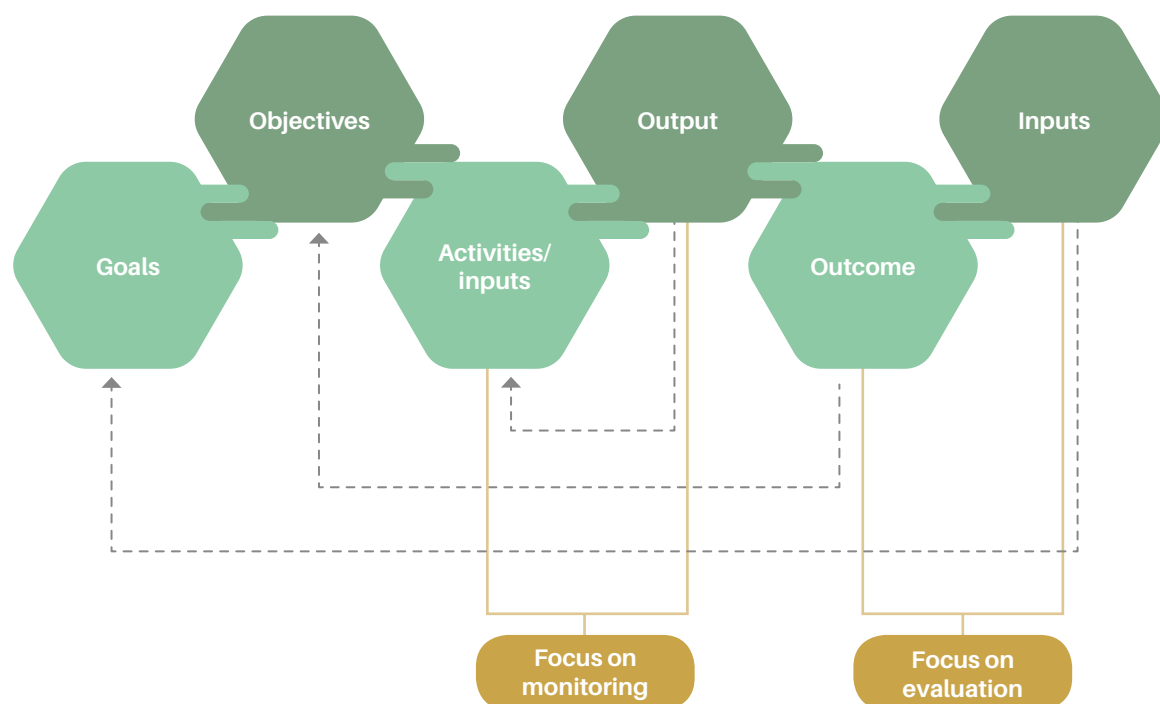 Objectives
Output
Inputs
Goals
Activities/
inputs
Outcome
Focus on
monitoring
Focus on
evaluation